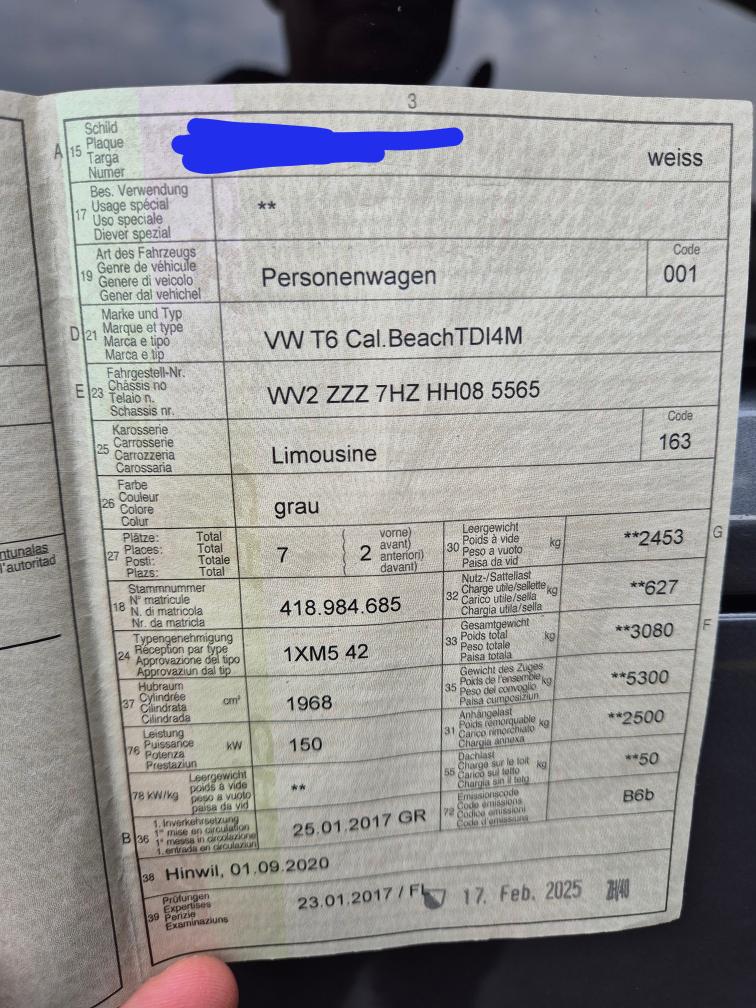 3
A 15 Schild
Plaque
Targa
Numer
weiss
17 Bes. Verwendung
Usage spécial
Uso speciale
Diever spezial
**
19 Art des Fahrzeugs
Genre de véhicule
Genere di veicolo
Gener dal vehichel
Personenwagen
Code
001
D 21 Marke und Typ
Marque et type
Marca e tipo
Marca e tip
VW T6 Cal.BeachTDI4M
E 23 Fahrgestell-Nr.
Châssis no
Telaio n.
Schassis nr.
WV2 ZZZ 7HZ HH08 5565
25 Karosserie
Carrosserie
Carrozzeria
Carossaria
Limousine
Code
163
26 Farbe
Couleur
Colore
Colur
grau
27 Plätze: Total
Places: Total
Posti: Totale
Plazs: Total
7
2
vorne)
avant)
anteriori)
davant)
30 Leergewicht
Poids à vide kg
Peso a vuoto
Paisa da vid
**2453
G
18 Stammnummer
N° matricule
N. di matricola
Nr. da matricla
418.984.685
32 Nutz-/Sattellast
Charge utile/sellette kg
Carico utile/sella
Chargia utila/sella
**627
24 Typengenehmigung
Réception par type
Approvazione del tipo
Approvaziun dal tip
1XM5 42
33 Gesamtgewicht
Poids total kg
Peso totale
Paisa totala
**3080
F
37 Hubraum
Cylindrée cm³
Cilindrata
Cilindrada
1968
35 Gewicht des Zuges
Poids de l'ensemble kg
Peso del convoglio
Paisa cumposiziun
**5300
76 Leistung
Puissance kW
Potenza
Prestaziun
150
31 Anhängelast
Poids remorquable kg
Carico rimorchiato
Chargia annexa
**2500
78 kW/kg Leergewicht
poids à vide
peso a vuoto
paisa da vid
**
55 Dachlast
Charge sur le toit kg
Carico sul tetto
Chargia sin il tetg
**50
B 36 1. Inverkehrsetzung
1re mise en circulation
1a messa in circolazione
1. entrada en circulaziun
25.01.2017 GR
72 Emissionscode
Code émissions
Codice emissioni
Code d'emissiuns
B6b
38 Hinwil, 01.09.2020
39 Prüfungen
Expertises
Perizie
Examinaziuns
23.01.2017 / FL
17. Feb. 2025 ZH/40
ntunalas
l'autoritad